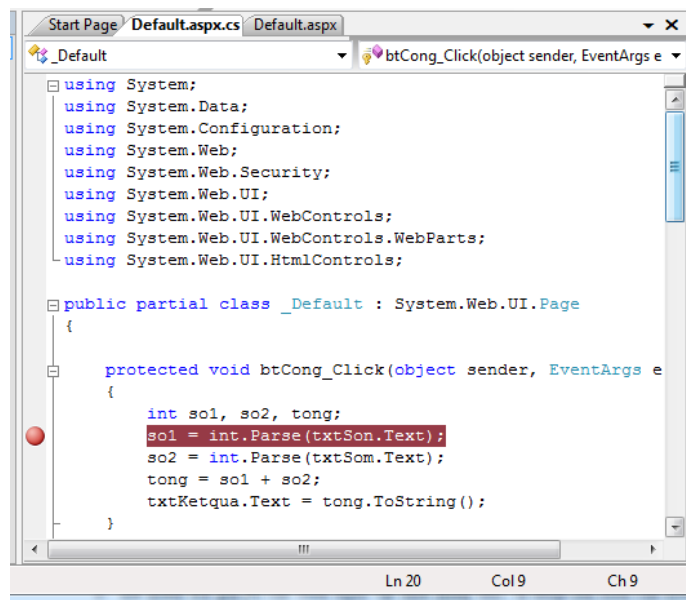 Start Page Default.aspx.cs Default.aspx
_Default btCong_Click(object sender, EventArgs e
using System;
using System.Data;
using System.Configuration;
using System.Web;
using System.Web.Security;
using System.Web.UI;
using System.Web.UI.WebControls;
using System.Web.UI.WebControls.WebParts;
using System.Web.UI.HtmlControls;
public partial class _Default : System.Web.UI.Page
{
protected void btCong_Click(object sender, EventArgs e
{
int so1, so2, tong;
so1 = int.Parse(txtSon.Text);
so2 = int.Parse(txtSom.Text);
tong = so1 + so2;
txtKetqua.Text = tong.ToString();
}
Ln 20 Col 9 Ch 9